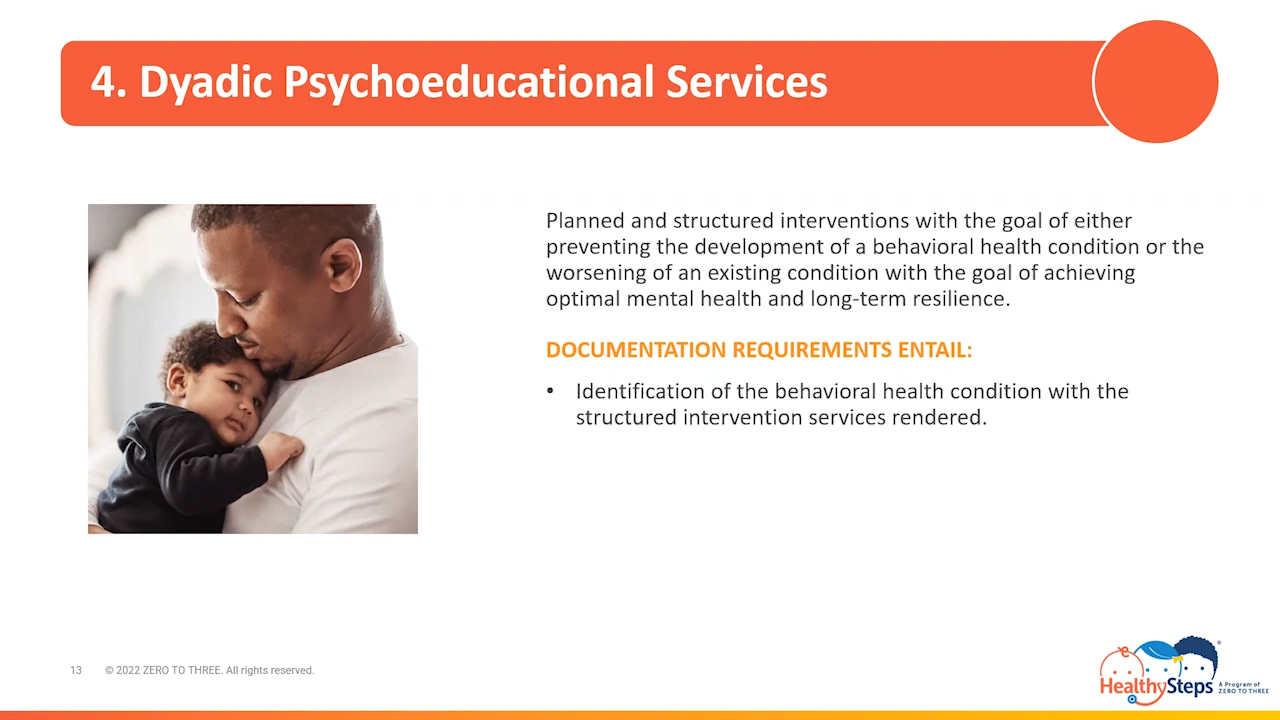 4. Dyadic Psychoeducational Services
Planned and structured interventions with the goal of either
preventing the development of a behavioral health condition or the
worsening of an existing condition with the goal of achieving
optimal mental health and long-term resilience.
DOCUMENTATION REQUIREMENTS ENTAIL:
• Identification of the behavioral health condition with the
structured intervention services rendered.
13 © 2022 ZERO TO THREE. All rights reserved.
HealthySteps ®
A Program of
ZERO TO THREE